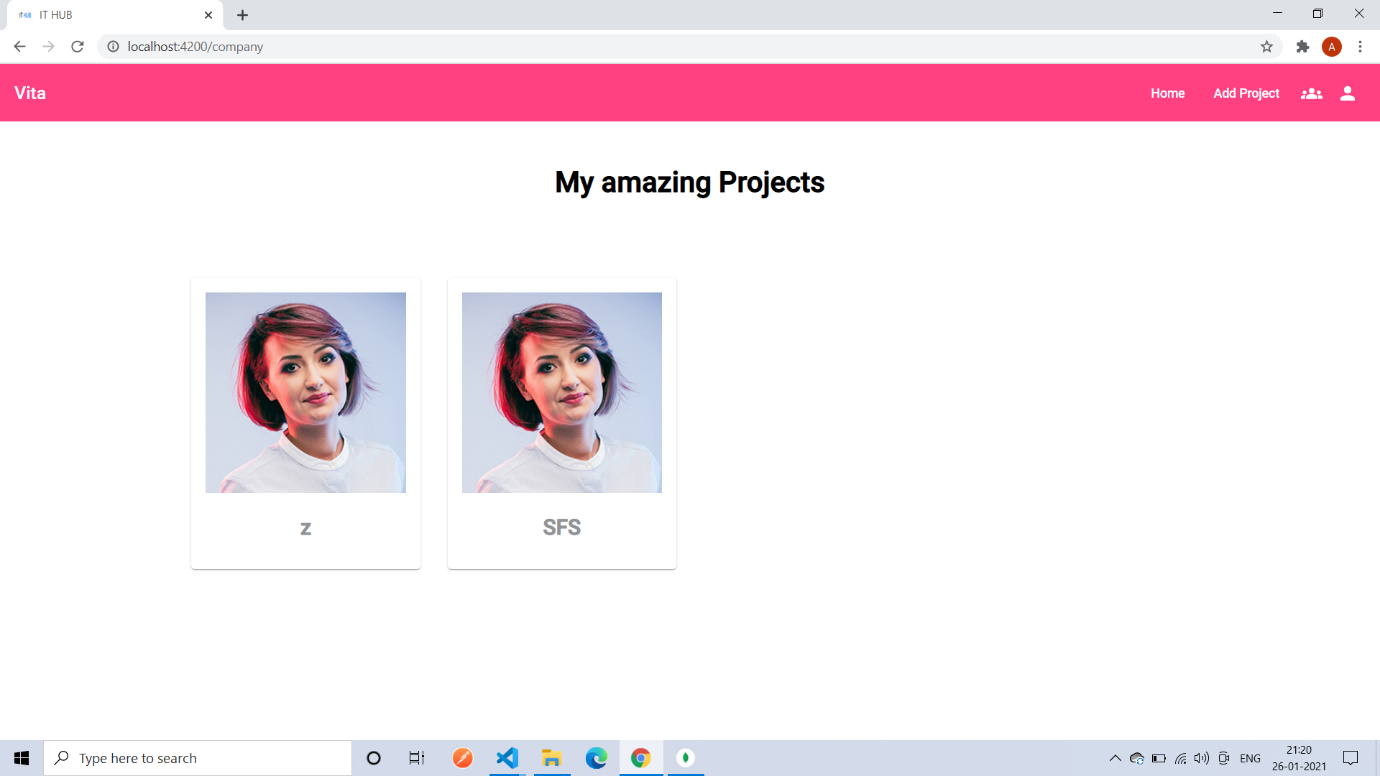 IT HUB
localhost:4200/company
A
Vita
Home
Add Project
My amazing Projects
z
SFS
Type here to search
ENG
21:20
26-01-2021